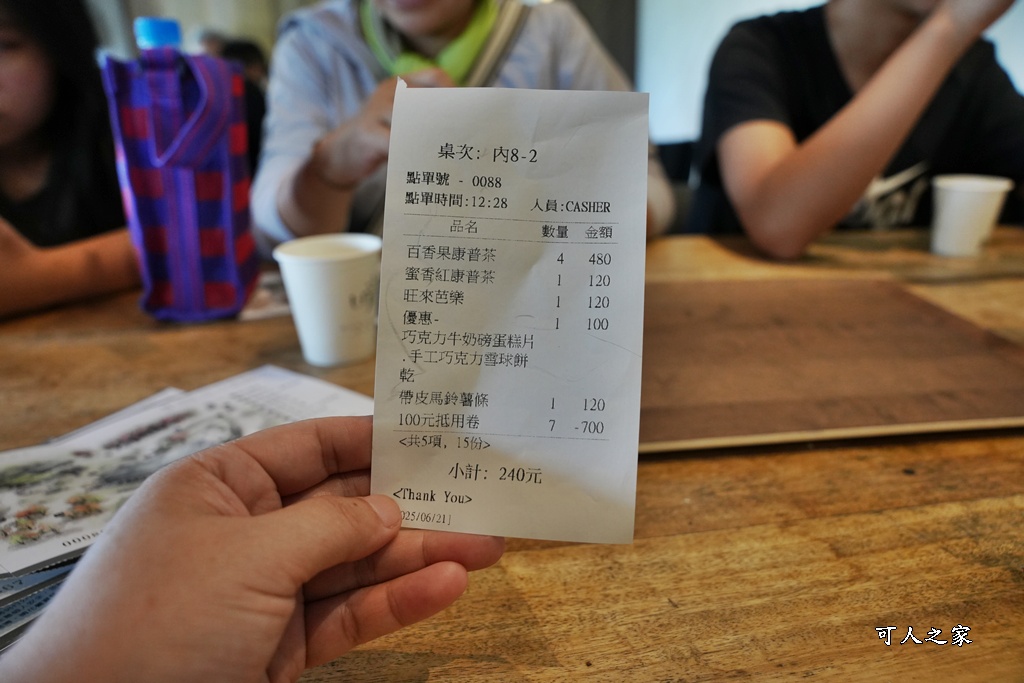 桌次: 內8-2
點單號 - 0088
點單時間:12:28 人員:CASHER
品名 數量 金額
百香果康普茶 4 480
蜜香紅康普茶 1 120
旺來芭樂 1 120
優惠- 1 100
巧克力牛奶磅蛋糕片
.手工巧克力雪球餅
乾
帶皮馬鈴薯條 1 120
100元抵用卷 7 -700
<共5項, 15份>
小計: 240元
<Thank You>
025/06/21]
可人之家